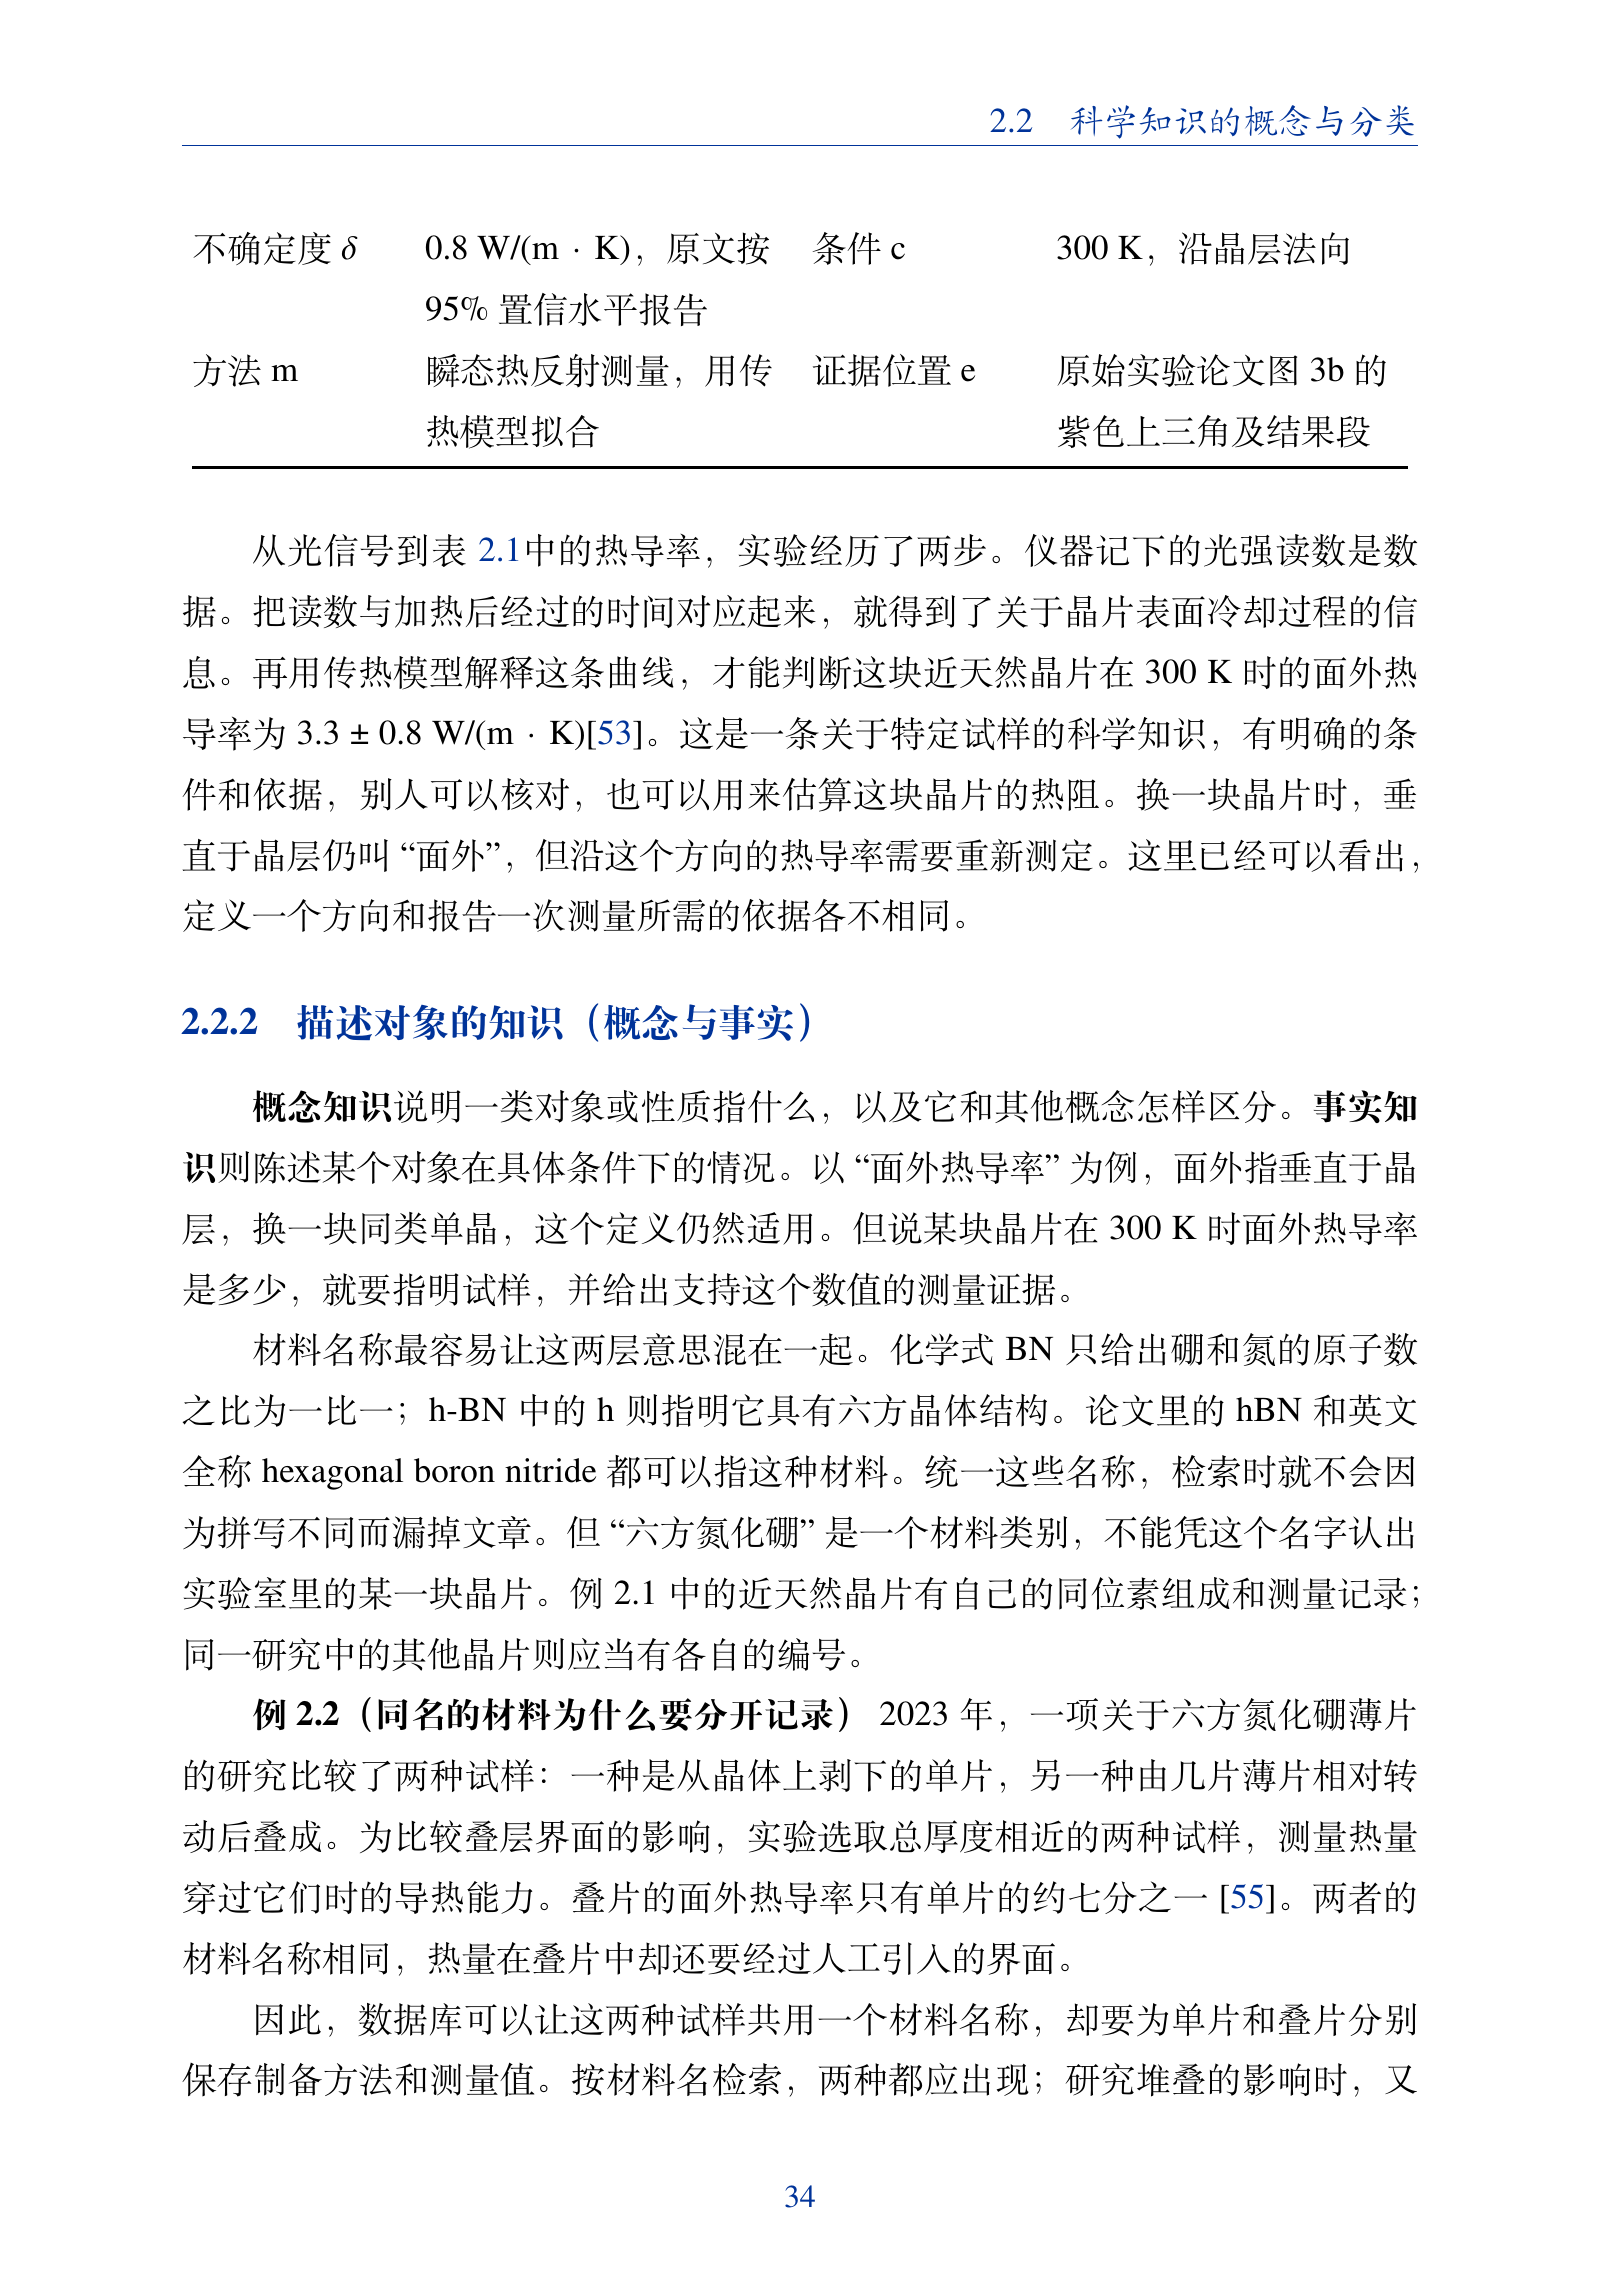 2.2 科学知识的概念与分类
不确定度 δ 0.8 W/(m · K)，原文按 条件 c 300 K，沿晶层法向
95% 置信水平报告
方法 m 瞬态热反射测量，用传 证据位置 e 原始实验论文图 3b 的
热模型拟合 紫色上三角及结果段
从光信号到表 2.1中的热导率，实验经历了两步。仪器记下的光强读数是数
据。把读数与加热后经过的时间对应起来，就得到了关于晶片表面冷却过程的信
息。再用传热模型解释这条曲线，才能判断这块近天然晶片在 300 K 时的面外热
导率为 3.3 ± 0.8 W/(m · K)[53]。这是一条关于特定试样的科学知识，有明确的条
件和依据，别人可以核对，也可以用来估算这块晶片的热阻。换一块晶片时，垂
直于晶层仍叫 “面外”，但沿这个方向的热导率需要重新测定。这里已经可以看出，
定义一个方向和报告一次测量所需的依据各不相同。
2.2.2 描述对象的知识（概念与事实）
概念知识说明一类对象或性质指什么，以及它和其他概念怎样区分。事实知
识则陈述某个对象在具体条件下的情况。以 “面外热导率” 为例，面外指垂直于晶
层，换一块同类单晶，这个定义仍然适用。但说某块晶片在 300 K 时面外热导率
是多少，就要指明试样，并给出支持这个数值的测量证据。
材料名称最容易让这两层意思混在一起。化学式 BN 只给出硼和氮的原子数
之比为一比一；h-BN 中的 h 则指明它具有六方晶体结构。论文里的 hBN 和英文
全称 hexagonal boron nitride 都可以指这种材料。统一这些名称，检索时就不会因
为拼写不同而漏掉文章。但 “六方氮化硼” 是一个材料类别，不能凭这个名字认出
实验室里的某一块晶片。例 2.1 中的近天然晶片有自己的同位素组成和测量记录；
同一研究中的其他晶片则应当有各自的编号。
例 2.2（同名的材料为什么要分开记录） 2023 年，一项关于六方氮化硼薄片
的研究比较了两种试样：一种是从晶体上剥下的单片，另一种由几片薄片相对转
动后叠成。为比较叠层界面的影响，实验选取总厚度相近的两种试样，测量热量
穿过它们时的导热能力。叠片的面外热导率只有单片的约七分之一 [55]。两者的
材料名称相同，热量在叠片中却还要经过人工引入的界面。
因此，数据库可以让这两种试样共用一个材料名称，却要为单片和叠片分别
保存制备方法和测量值。按材料名检索，两种都应出现；研究堆叠的影响时，又
34